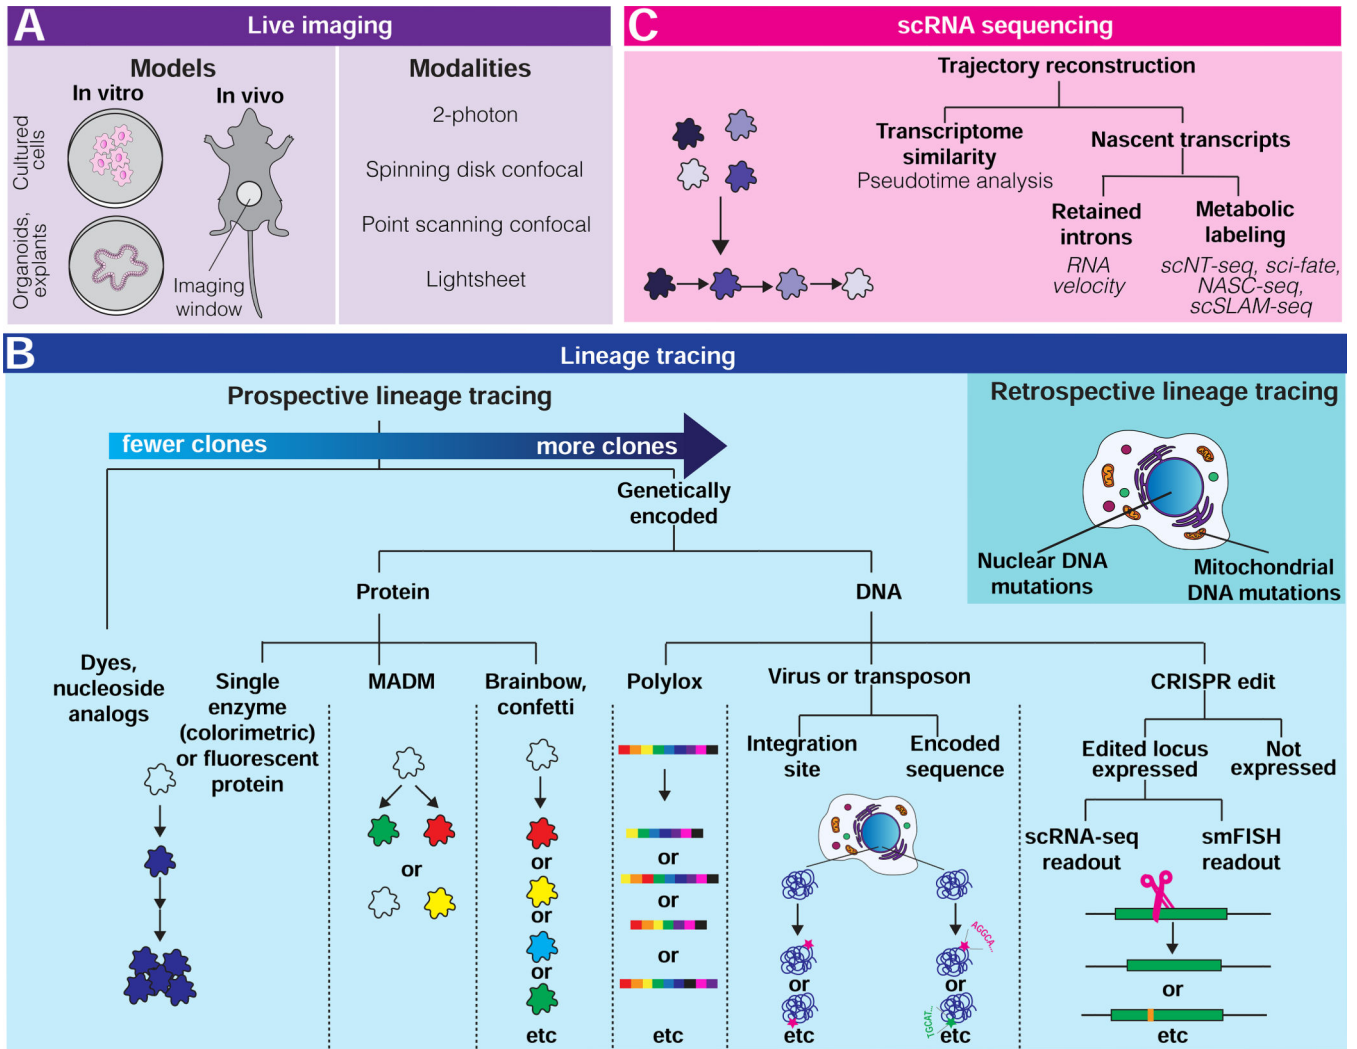 A
Live imaging
Models
In vitro
In vivo
Cultured
cells
Organoids,
explants
Imaging
window
Modalities
2-photon
Spinning disk confocal
Point scanning confocal
Lightsheet
C
scRNA sequencing
Trajectory reconstruction
Transcriptome
similarity
Pseudotime analysis
Nascent transcripts
Retained
introns
RNA
velocity
Metabolic
labeling
scNT-seq, sci-fate,
NASC-seq,
scSLAM-seq
B
Lineage tracing
Prospective lineage tracing
fewer clones
more clones
Genetically
encoded
Protein
DNA
Dyes,
nucleoside
analogs
Single
enzyme
(colorimetric)
or fluorescent
protein
MADM
or
Brainbow,
confetti
or
or
or
etc
Polylox
or
or
or
etc
Virus or transposon
Integration
site
or
etc
Encoded
sequence
AGGCA...
or
TGCAT...
etc
CRISPR edit
Edited locus
expressed
Not
expressed
scRNA-seq
readout
smFISH
readout
or
etc
Retrospective lineage tracing
Nuclear DNA
mutations
Mitochondrial
DNA mutations